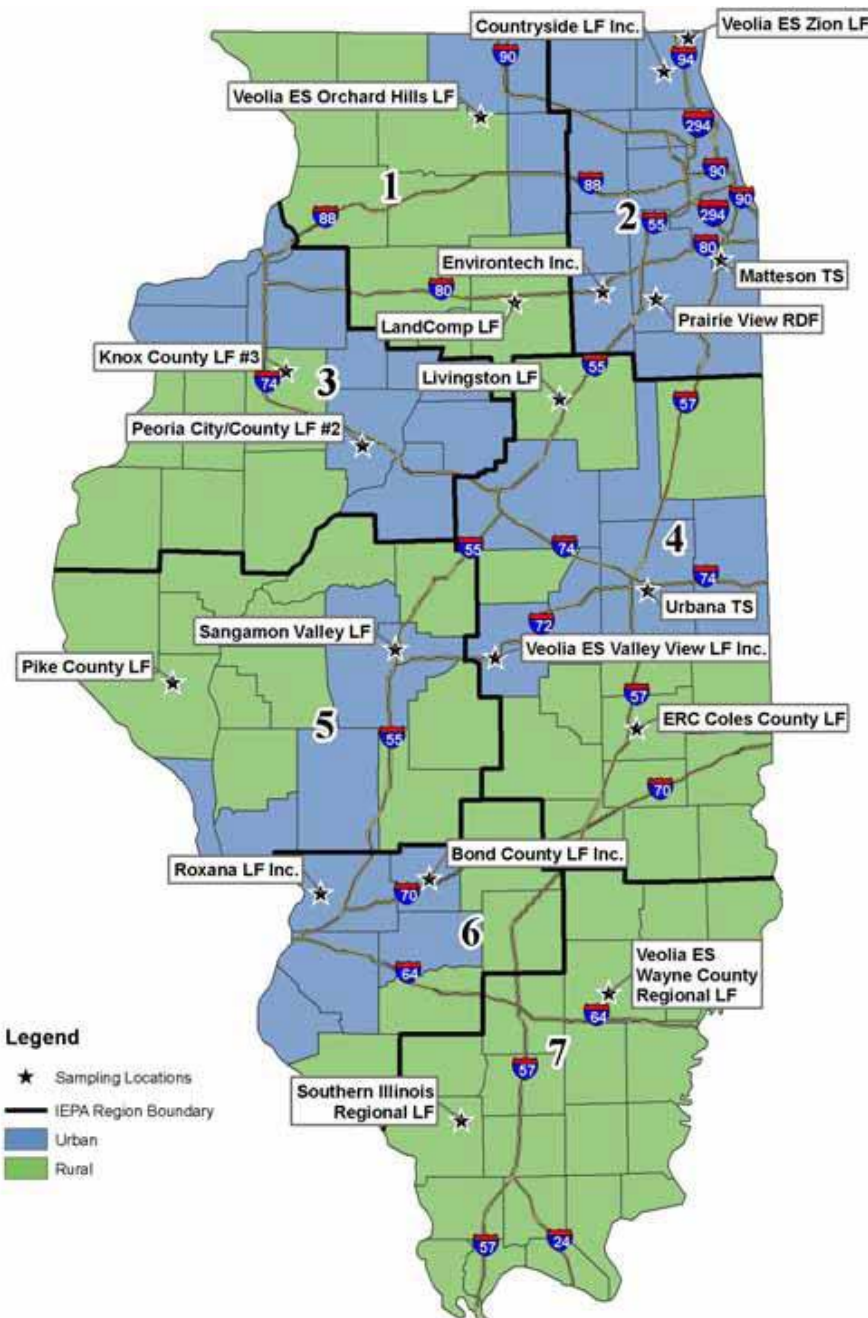 Countryside LF Inc.
Veolia ES Zion LF
90
94
Veolia ES Orchard Hills LF
294
90
1
88
2
90
88
55
294
80
Environtech Inc.
Matteson TS
80
LandComp LF
Prairie View RDF
Knox County LF #3
3
74
Livingston LF
55
57
Peoria City/County LF #2
4
55
74
74
Urbana TS
72
Sangamon Valley LF
Veolia ES Valley View LF Inc.
Pike County LF
57
ERC Coles County LF
5
55
70
Bond County LF Inc.
Roxana LF Inc.
70
6
64
Veolia ES
Wayne County
Regional LF
64
7
57
Southern Illinois
Regional LF
57
24
Legend
Sampling Locations
IEPA Region Boundary
Urban
Rural